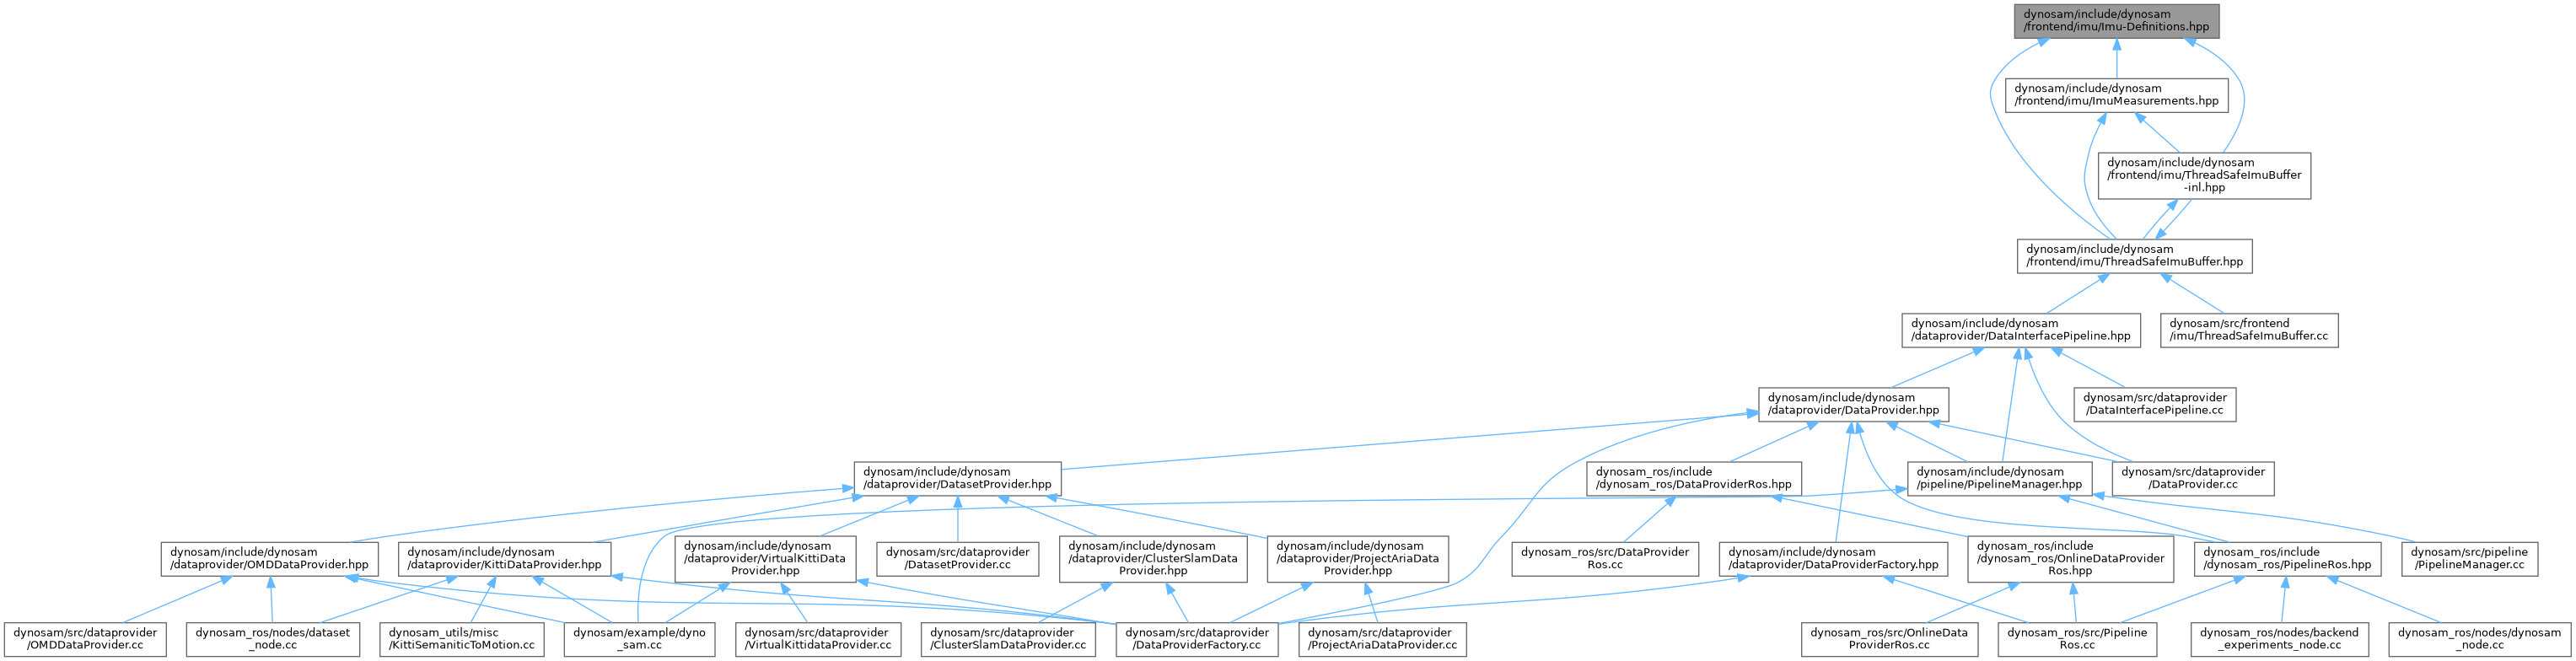 dynosam/include/dynosam
/frontend/imu/Imu-Definitions.hpp
dynosam/include/dynosam
/frontend/imu/ImuMeasurements.hpp
dynosam/include/dynosam
/frontend/imu/ThreadSafeImuBuffer
-inl.hpp
dynosam/include/dynosam
/frontend/imu/ThreadSafeImuBuffer.hpp
dynosam/include/dynosam
/dataprovider/DataInterfacePipeline.hpp
dynosam/src/frontend
/imu/ThreadSafeImuBuffer.cc
dynosam/include/dynosam
/dataprovider/DataProvider.hpp
dynosam/src/dataprovider
/DataInterfacePipeline.cc
dynosam/include/dynosam
/dataprovider/DatasetProvider.hpp
dynosam_ros/include
/dynosam_ros/DataProviderRos.hpp
dynosam/include/dynosam
/pipeline/PipelineManager.hpp
dynosam/src/dataprovider
/DataProvider.cc
dynosam/include/dynosam
/dataprovider/OMDDataProvider.hpp
dynosam/include/dynosam
/dataprovider/KittiDataProvider.hpp
dynosam/include/dynosam
/dataprovider/VirtualKittiData
Provider.hpp
dynosam/src/dataprovider
/DatasetProvider.cc
dynosam/include/dynosam
/dataprovider/ClusterSlamData
Provider.hpp
dynosam/include/dynosam
/dataprovider/ProjectAriaData
Provider.hpp
dynosam_ros/src/DataProvider
Ros.cc
dynosam/include/dynosam
/dataprovider/DataProviderFactory.hpp
dynosam_ros/include
/dynosam_ros/OnlineDataProvider
Ros.hpp
dynosam_ros/include
/dynosam_ros/PipelineRos.hpp
dynosam/src/pipeline
/PipelineManager.cc
dynosam/src/dataprovider
/OMDDataProvider.cc
dynosam_ros/nodes/dataset
_node.cc
dynosam_utils/misc
/KittiSemaniticToMotion.cc
dynosam/example/dyno
_sam.cc
dynosam/src/dataprovider
/VirtualKittidataProvider.cc
dynosam/src/dataprovider
/ClusterSlamDataProvider.cc
dynosam/src/dataprovider
/DataProviderFactory.cc
dynosam/src/dataprovider
/ProjectAriaDataProvider.cc
dynosam_ros/src/OnlineData
ProviderRos.cc
dynosam_ros/src/Pipeline
Ros.cc
dynosam_ros/nodes/backend
_experiments_node.cc
dynosam_ros/nodes/dynosam
_node.cc